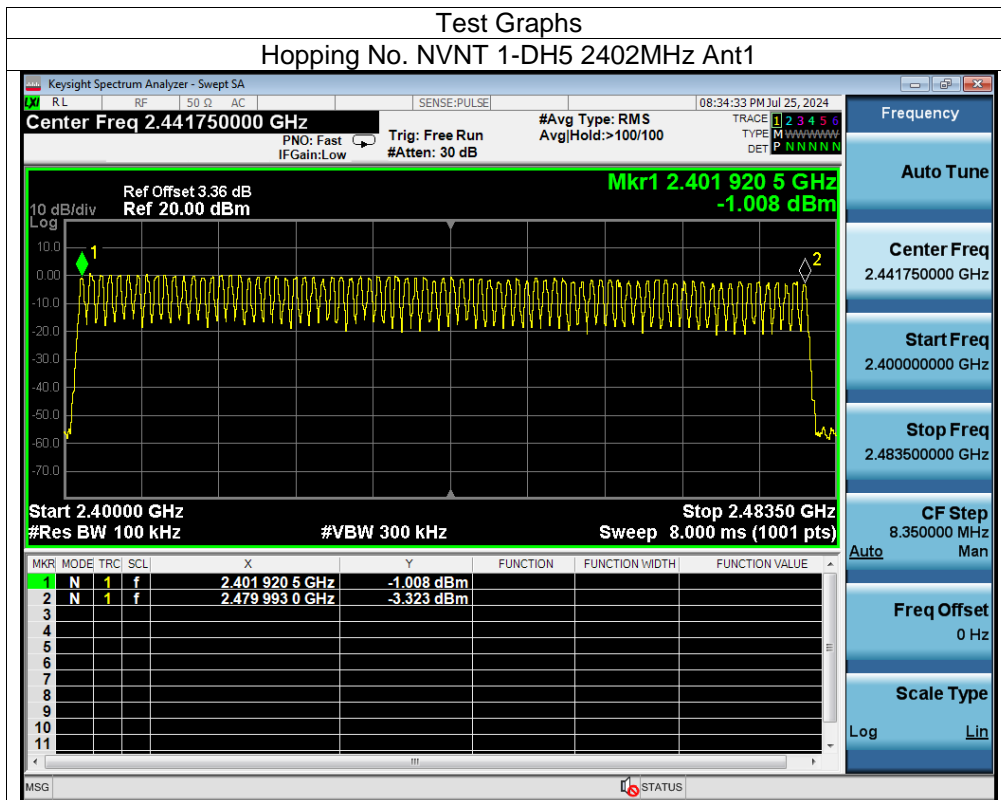 Test Graphs
Hopping No. NVNT 1-DH5 2402MHz Ant1
Keysight Spectrum Analyzer - Swept SA
LXI RL RF 50 Ω AC SENSE:PULSE 08:34:33 PM Jul 25, 2024
Center Freq 2.441750000 GHz
PNO: Fast
IFGain:Low
Trig: Free Run
#Atten: 30 dB
#Avg Type: RMS
Avg|Hold:>100/100
TRACE 1 2 3 4 5 6
TYPE M WWWWW
DET P N N N N N
Frequency
Auto Tune
Center Freq
2.441750000 GHz
Start Freq
2.400000000 GHz
Stop Freq
2.483500000 GHz
CF Step
8.350000 MHz
Auto Man
Freq Offset
0 Hz
Scale Type
Log Lin
Mkr1 2.401 920 5 GHz
-1.008 dBm
Ref Offset 3.36 dB
10 dB/div Ref 20.00 dBm
Log
10.0
0.00
-10.0
-20.0
-30.0
-40.0
-50.0
-60.0
-70.0
1
2
Start 2.40000 GHz Stop 2.48350 GHz
#Res BW 100 kHz #VBW 300 kHz Sweep 8.000 ms (1001 pts)
MKR MODE TRC SCL X Y FUNCTION FUNCTION WIDTH FUNCTION VALUE
1 N 1 f 2.401 920 5 GHz -1.008 dBm
2 N 1 f 2.479 993 0 GHz -3.323 dBm
3
4
5
6
7
8
9
10
11
MSG STATUS